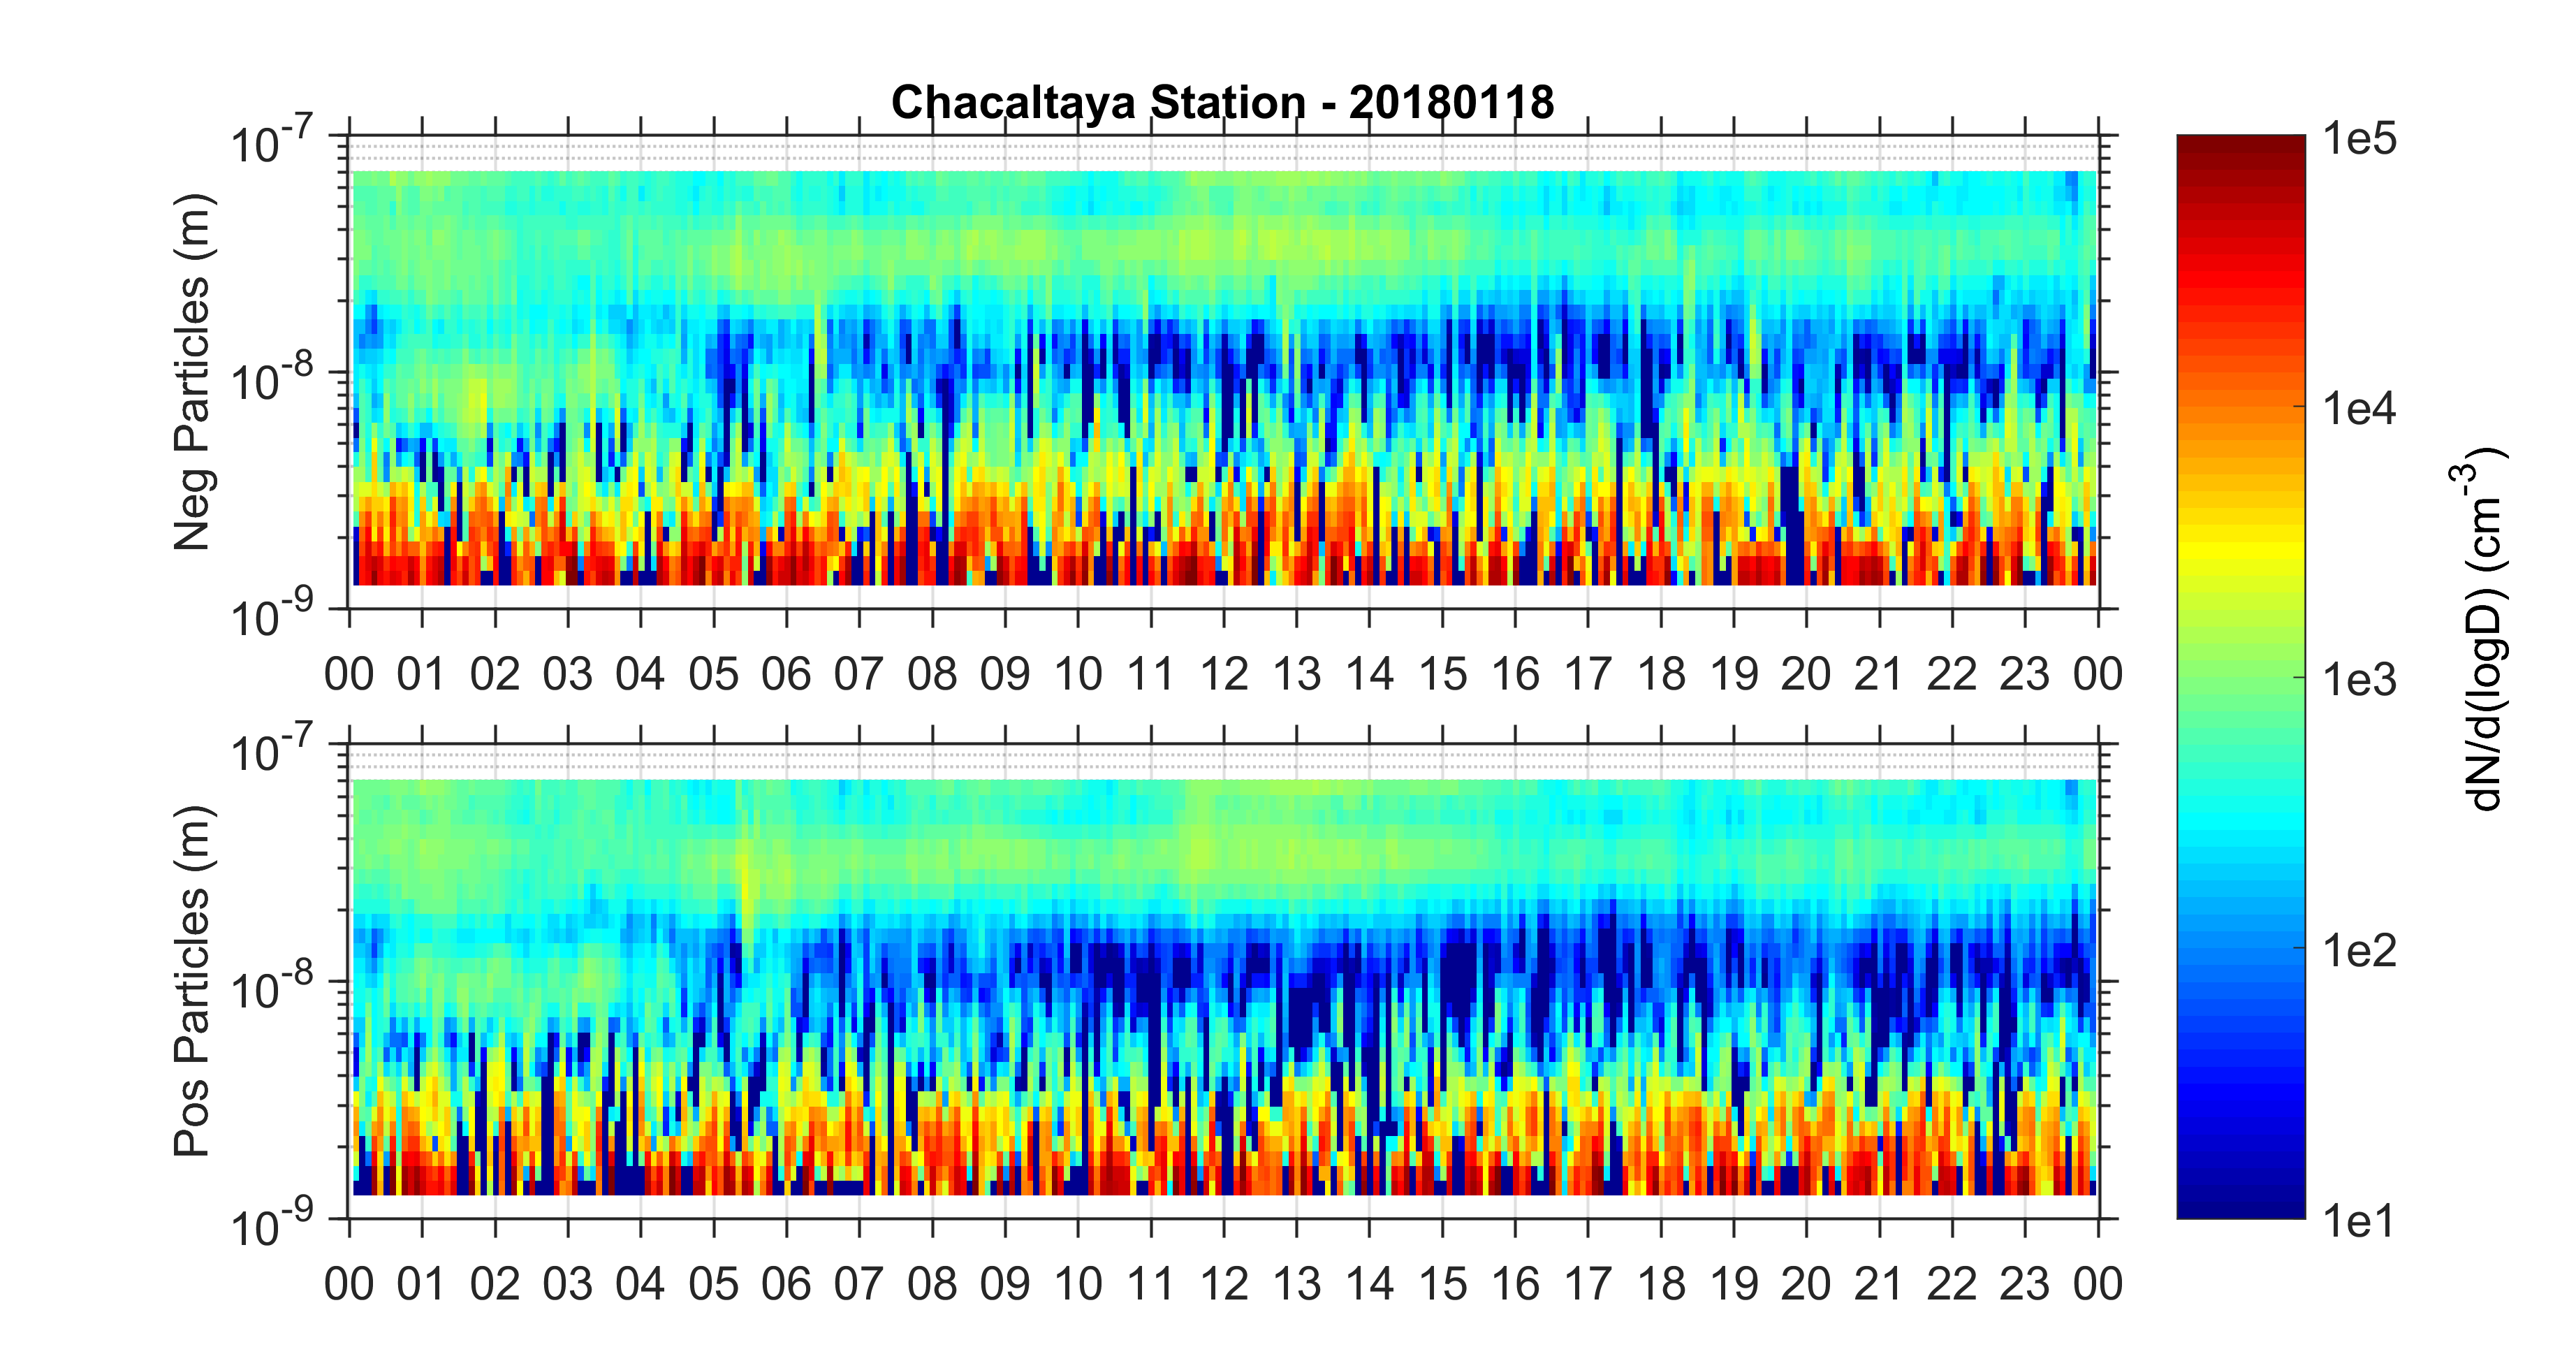 Chacaltaya Station - 20180118
Neg Particles (m)
10^-7
10^-8
10^-9
00 01 02 03 04 05 06 07 08 09 10 11 12 13 14 15 16 17 18 19 20 21 22 23 00
Pos Particles (m)
10^-7
10^-8
10^-9
00 01 02 03 04 05 06 07 08 09 10 11 12 13 14 15 16 17 18 19 20 21 22 23 00
1e5
1e4
1e3
1e2
1e1
dN/d(logD) (cm^-3)